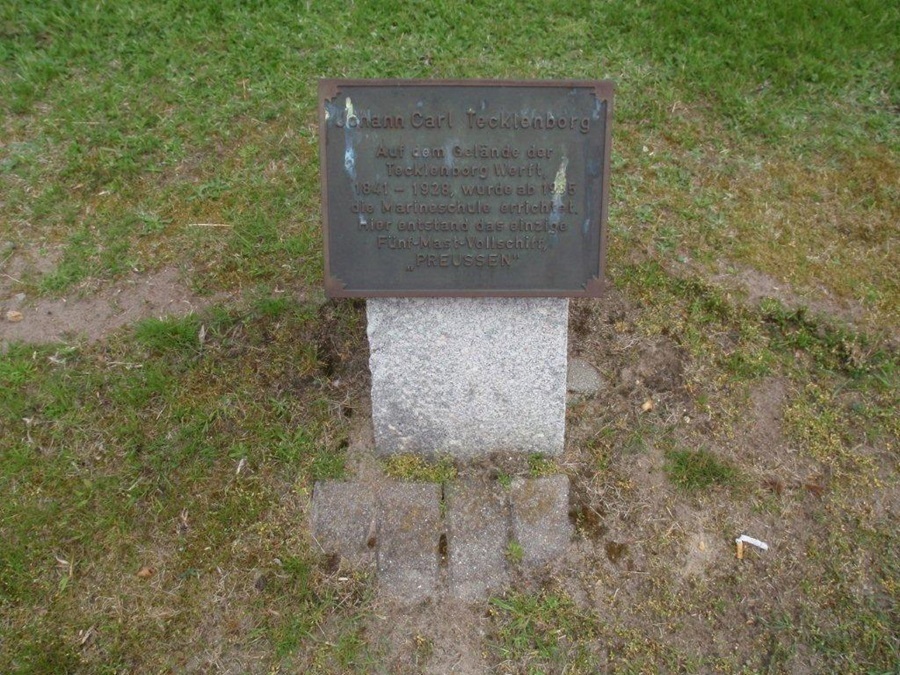 Johann Carl Tecklenborg
Auf dem Gelände der
Tecklenborg Werft,
1841 – 1928, wurde ab
die Marineschule errichtet.
Hier entstand das einzige
Fünf-Mast-Vollschiff,
„PREUSSEN”